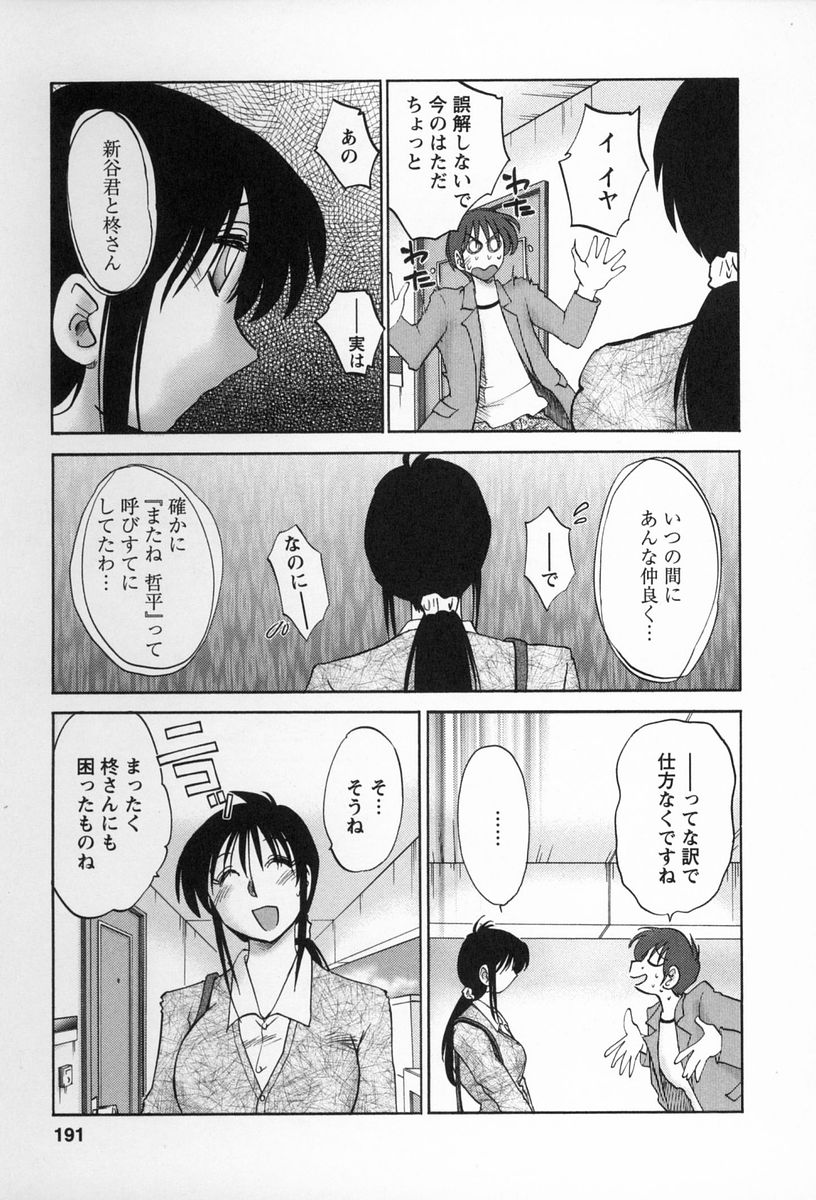 イイヤ
誤解しないで
今のはただ
ちょっと
わた
わた
あの
──実は
新谷君と柊さん
いつの間に
あんな仲良く…
──で
なのに──
確かに
『またね 哲平』って
呼びすてに
してたわ…
──ってな訳で
仕方なくですね
……
そ…
そうね
ニコッ
まったく
柊さんにも
困ったものね
191